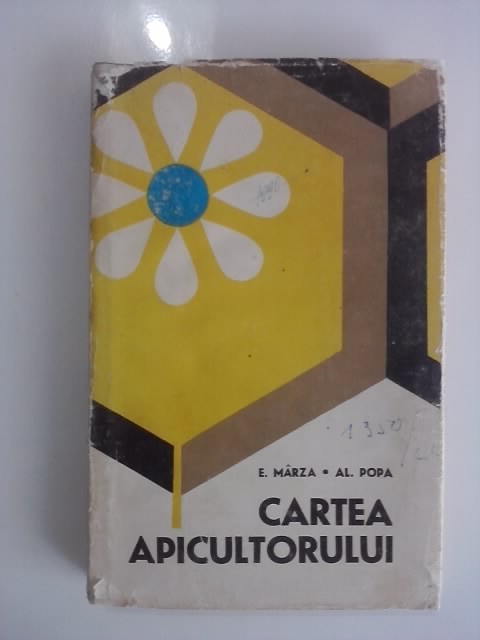 E. MÂRZA • AL. POPA
CARTEA
APICULTORULUI